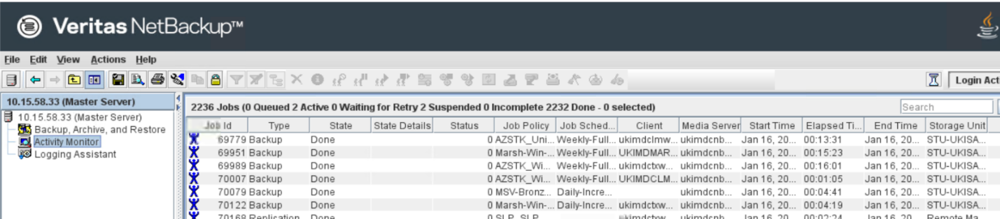 Veritas NetBackup™
File Edit View Actions Help
Login Acti
10.15.58.33 (Master Server)
10.15.58.33 (Master Server)
Backup, Archive, and Restore
Activity Monitor
Logging Assistant
2236 Jobs (0 Queued 2 Active 0 Waiting for Retry 2 Suspended 0 Incomplete 2232 Done - 0 selected)
Search
Job Id Type State State Details Status Job Policy Job Sched... Client Media Server Start Time Elapsed Ti... End Time Storage Unit
69779 Backup Done 0 AZSTK_Uni... Weekly-Full... ukimdclmw... ukimdcnb... Jan 16, 20... 00:13:31 Jan 16, 20... STU-UKISA...
69951 Backup Done 0 Marsh-Win-... Weekly-Full... UKIMDMAR... ukimdcnb... Jan 16, 20... 00:15:23 Jan 16, 20... STU-UKISA...
69989 Backup Done 0 AZSTK_Wi... Weekly-Full... ukimdctxw... ukimdcnb... Jan 16, 20... 00:16:01 Jan 16, 20... STU-UKISA...
70007 Backup Done 0 AZSTK_Wi... Weekly-Full... UKIMDCLM... ukimdcnb... Jan 16, 20... 00:01:05 Jan 16, 20... STU-UKISA...
70079 Backup Done 0 MSV-Bronz... Daily-Incre... ukimdcnb... Jan 16, 20... 00:04:41 Jan 16, 20... STU-UKISA...
70122 Backup Done 0 Marsh-Win-... Daily-Incre... ukimdctxw... ukimdcnb... Jan 16, 20... 00:04:19 Jan 16, 20... STU-UKISA...
70168 Replication Done 0 SLP_SLP ukimdctxw ukimdcnb Jan 16, 20 00:02:24 Jan 16, 20 Remote Ma